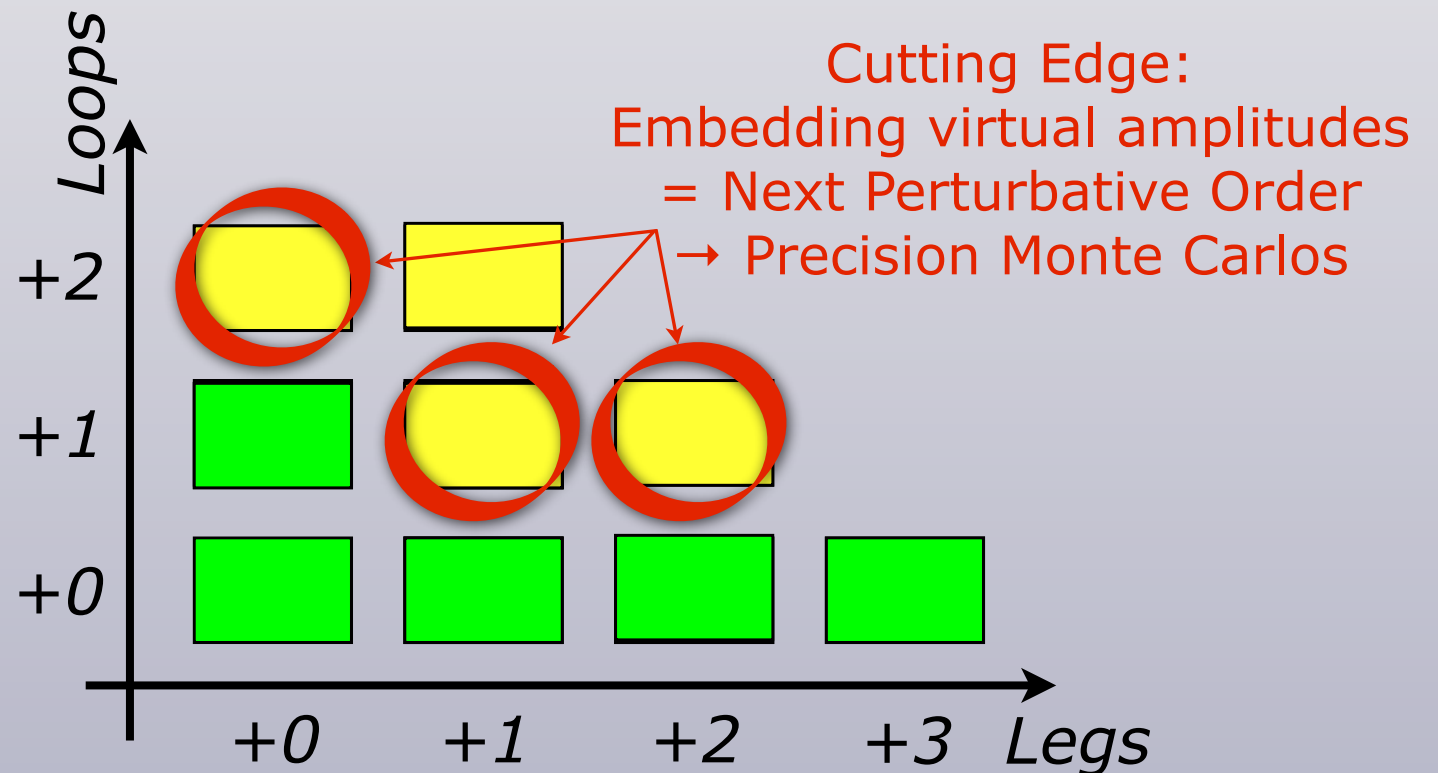 Loops
Cutting Edge:
Embedding virtual amplitudes
= Next Perturbative Order
→ Precision Monte Carlos
+2
+1
+0
+0 +1 +2 +3 Legs